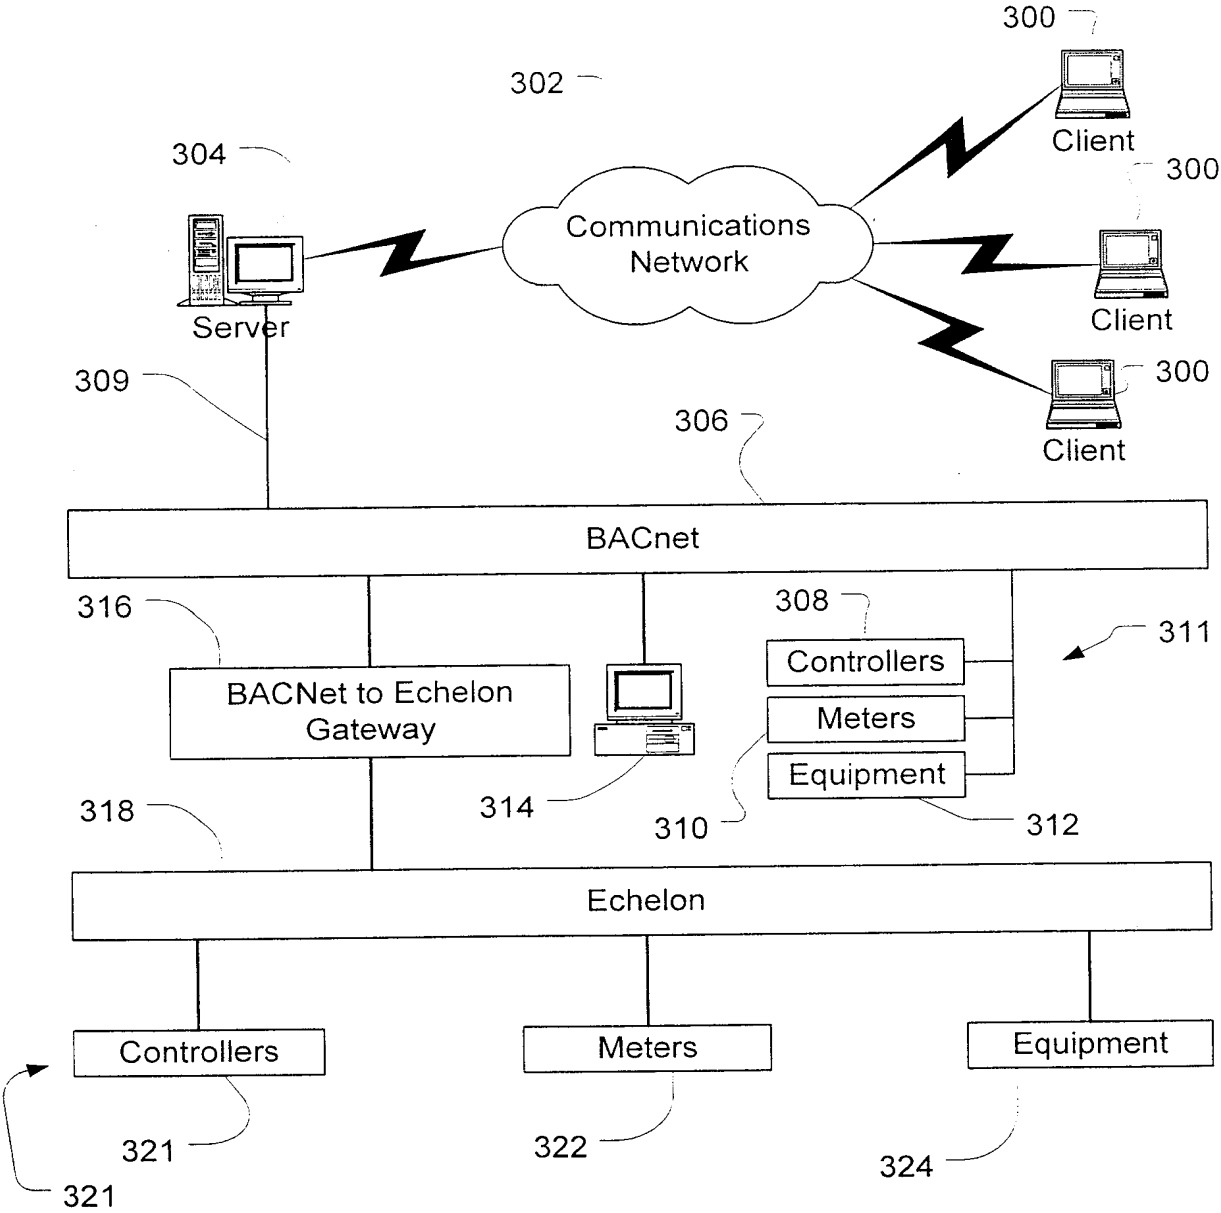 300
302
Client
304
300
Communications
Network
Server
Client
309
300
306
Client
BACnet
316
308
311
Controllers
BACNet to Echelon
Gateway
Meters
Equipment
314
310
312
318
Echelon
Controllers
Meters
Equipment
321
322
324
321